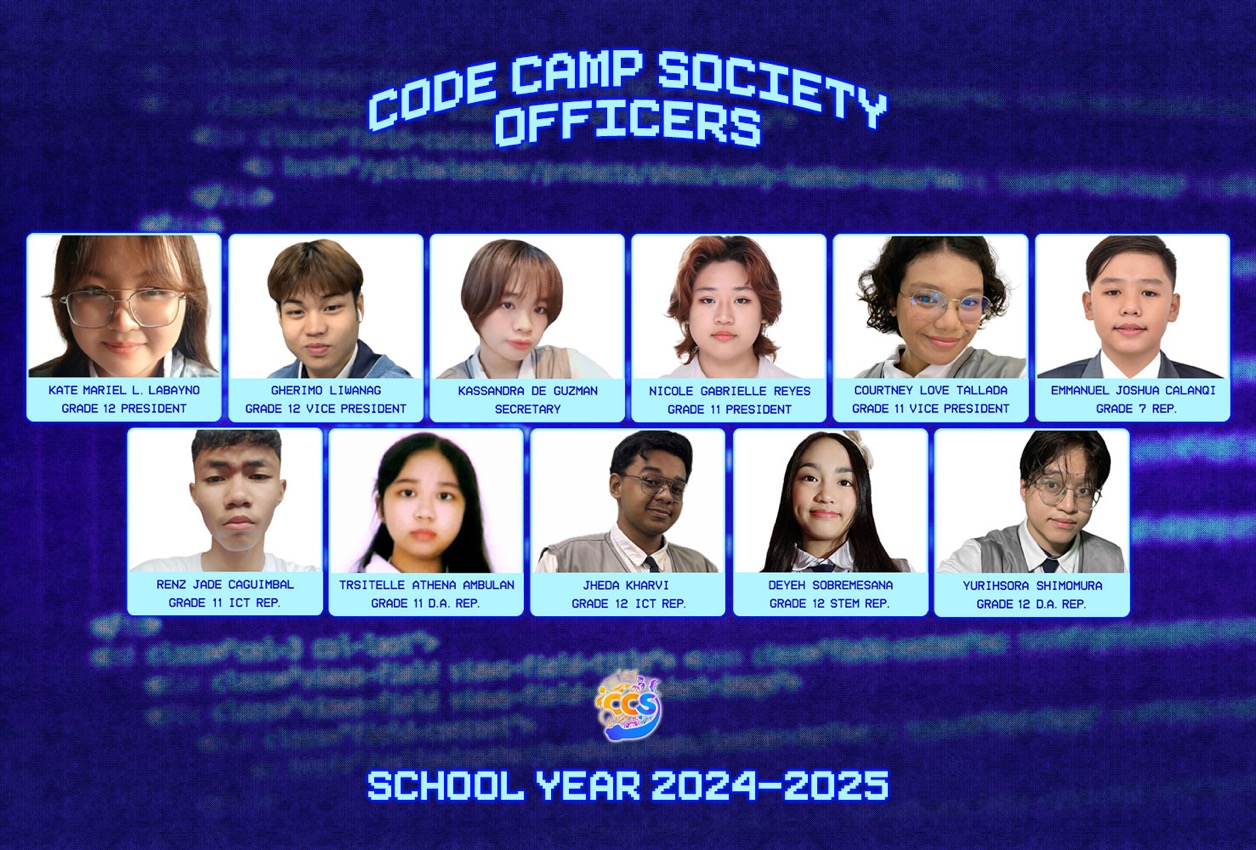 CODE CAMP SOCIETY
OFFICERS
KATE MARIEL L. LABAYNO
GRADE 12 PRESIDENT
GHERIMO LIWANAG
GRADE 12 VICE PRESIDENT
KASSANDRA DE GUZMAN
SECRETARY
NICOLE GABRIELLE REYES
GRADE 11 PRESIDENT
COURTNEY LOVE TALLADA
GRADE 11 VICE PRESIDENT
EMMANUEL JOSHUA CALANQI
GRADE 7 REP.
RENZ JADE CAGUIMBAL
GRADE 11 ICT REP.
TRSITELLE ATHENA AMBULAN
GRADE 11 D.A. REP.
JHEDA KHARVI
GRADE 12 ICT REP.
DEYEH SOBREMESANA
GRADE 12 STEM REP.
YURIHSORA SHIMOMURA
GRADE 12 D.A. REP.
CCS
SCHOOL YEAR 2024-2025